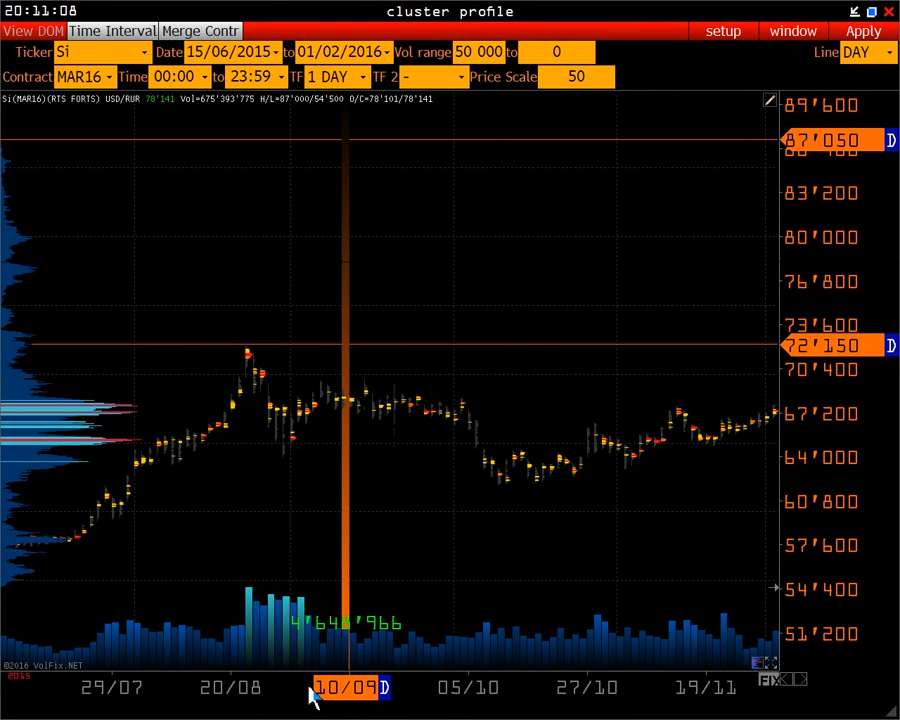 20:11:08 cluster profile
View DOM Time Interval Merge Contr setup window Apply
Ticker Si Date 15/06/2015 to 01/02/2016 Vol range 50 000 to 0 Line DAY
Contract MAR16 Time 00:00 to 23:59 TF 1 DAY TF 2 - Price Scale 50
Si(MAR16)(RTS FORTS) USD/RUR 78'141 Vol=675'393'775 H/L=87'000/54'500 O/C=78'101/78'141
89'600
87'050 D
83'200
80'000
76'800
73'600
72'150 D
70'400
67'200
64'000
60'800
57'600
54'400
4'648'966
51'200
©2016 VolFix.NET
2015
29/07 20/08 10/09 D 05/10 27/10 19/11 FIX